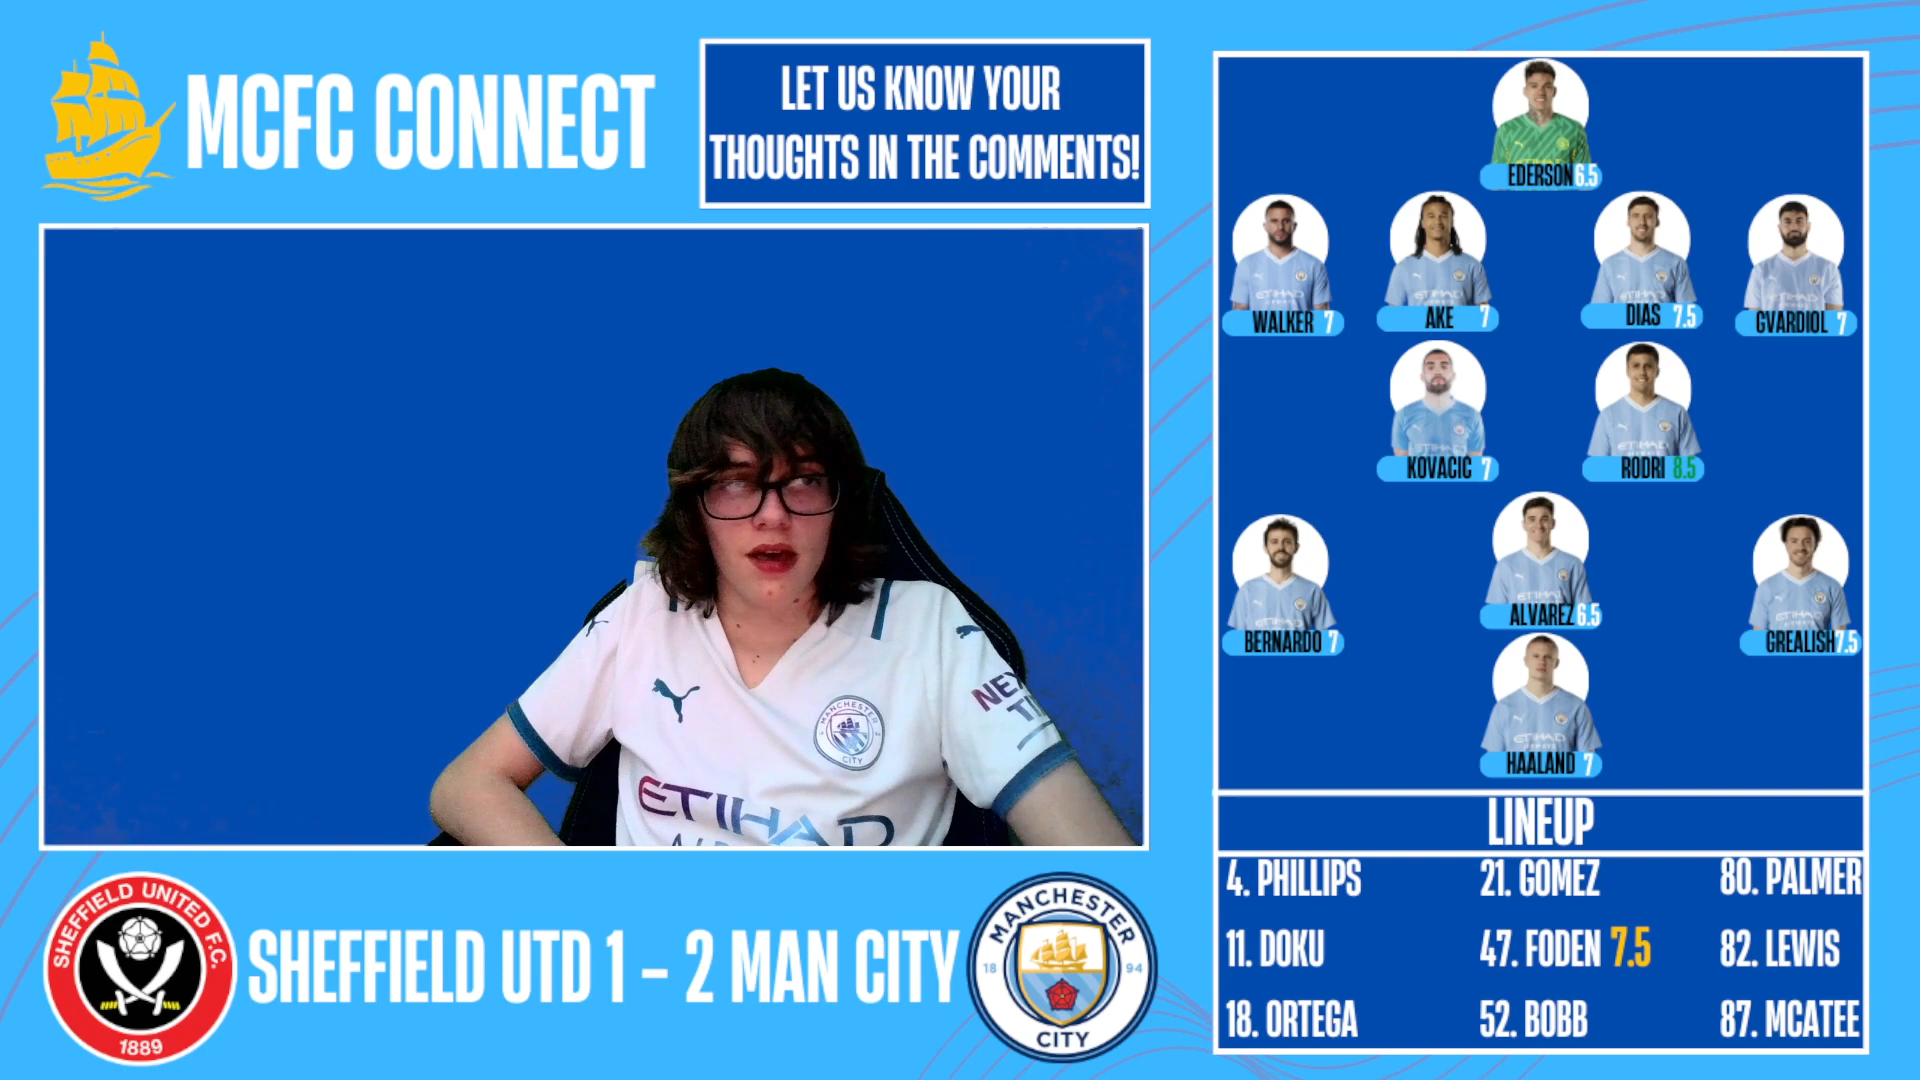 MCFC CONNECT
LET US KNOW YOUR
THOUGHTS IN THE COMMENTS!
EDERSON 6.5
WALKER 7
AKE 7
DIAS 7.5
GVARDIOL 7
KOVACIC 7
RODRI 8.5
BERNARDO 7
ALVAREZ 6.5
GREALISH 7.5
HAALAND 7
LINEUP
4. PHILLIPS
21. GOMEZ
80. PALMER
11. DOKU
47. FODEN 7.5
82. LEWIS
18. ORTEGA
52. BOBB
87. MCATEE
MANCHESTER
CITY
ETIHAD
SHEFFIELD UNITED F.C.
1889
SHEFFIELD UTD 1 - 2 MAN CITY
MANCHESTER
18 94
CITY